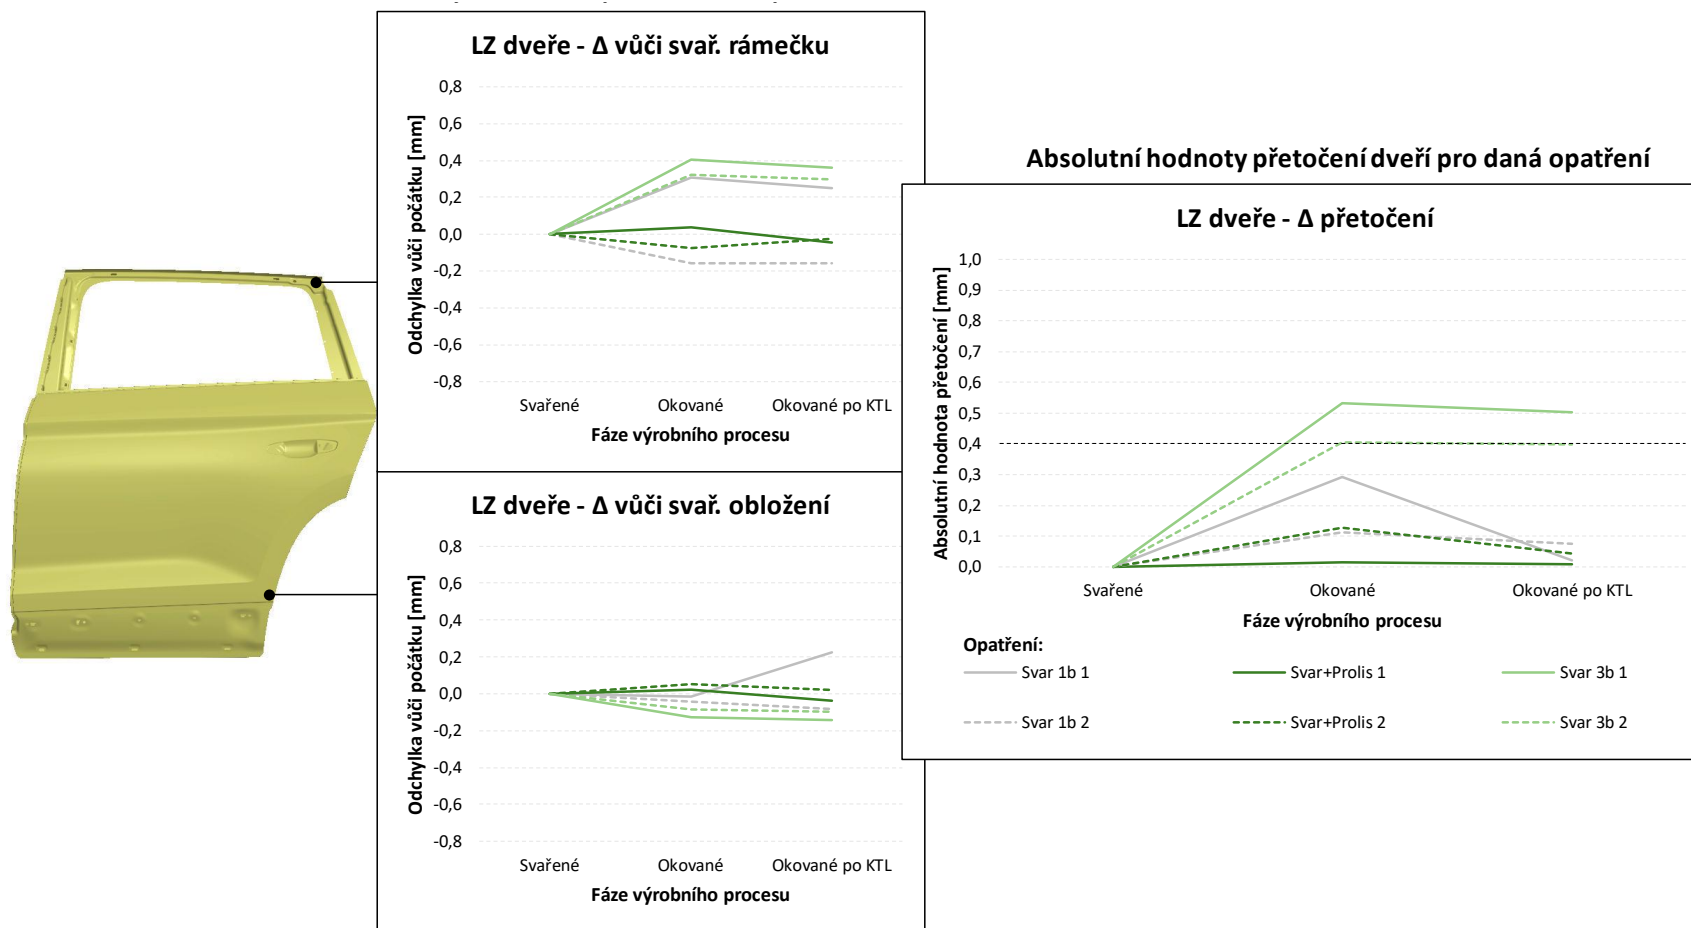 LZ dveře - Δ vůči svař. rámečku
Odchylka vůči počátku [mm]
0,8
0,6
0,4
0,2
0,0
-0,2
-0,4
-0,6
-0,8
Svařené
Okované
Okované po KTL
Fáze výrobního procesu
LZ dveře - Δ vůči svař. obložení
Odchylka vůči počátku [mm]
0,8
0,6
0,4
0,2
0,0
-0,2
-0,4
-0,6
-0,8
Svařené
Okované
Okované po KTL
Fáze výrobního procesu
Absolutní hodnoty přetočení dveří pro daná opatření
LZ dveře - Δ přetočení
Absolutní hodnota přetočení [mm]
1,0
0,9
0,8
0,7
0,6
0,5
0,4
0,3
0,2
0,1
0,0
Svařené
Okované
Okované po KTL
Fáze výrobního procesu
Opatření:
Svar 1b 1
Svar+Prolis 1
Svar 3b 1
Svar 1b 2
Svar+Prolis 2
Svar 3b 2